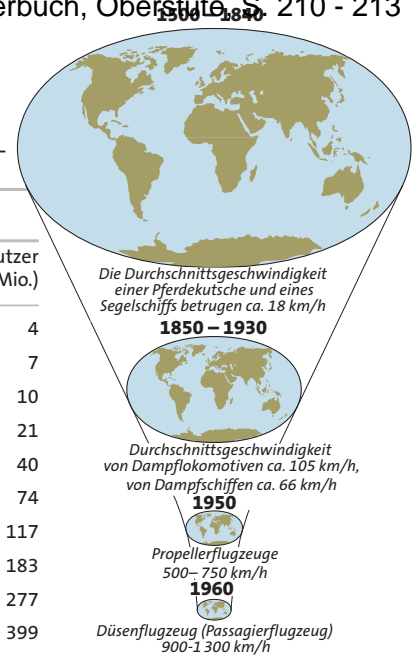 erbuch, Oberstufe, S. 210 - 213
1500 – 1840
utzer
Mio.)
4
7
10
21
40
74
117
183
277
399
Die Durchschnittsgeschwindigkeit
einer Pferdekutsche und eines
Segelschiffs betrugen ca. 18 km/h
1850 – 1930
Durchschnittsgeschwindigkeit
von Dampflokomotiven ca. 105 km/h,
von Dampfschiffen ca. 66 km/h
1950
Propellerflugzeuge
500– 750 km/h
1960
Düsenflugzeug (Passagierflugzeug)
900-1 300 km/h